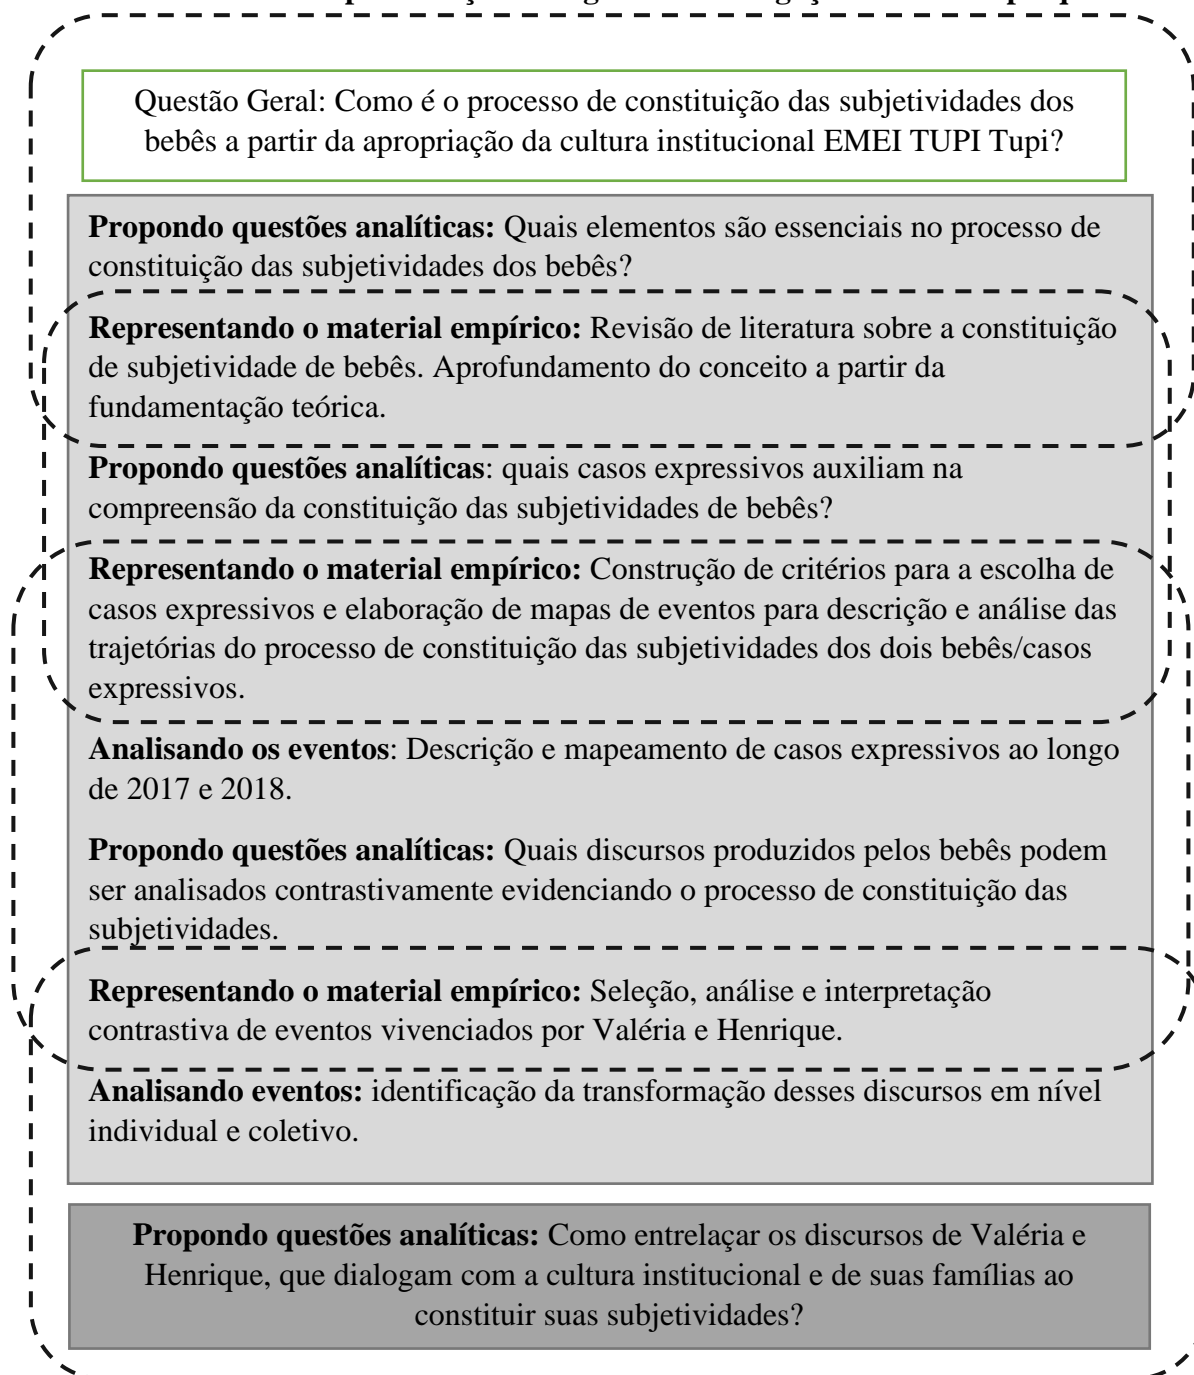 Questão Geral: Como é o processo de constituição das subjetividades dos
bebês a partir da apropriação da cultura institucional EMEI TUPI Tupi?
Propondo questões analíticas: Quais elementos são essenciais no processo de
constituição das subjetividades dos bebês?
Representando o material empírico: Revisão de literatura sobre a constituição
de subjetividade de bebês. Aprofundamento do conceito a partir da
fundamentação teórica.
Propondo questões analíticas: quais casos expressivos auxiliam na
compreensão da constituição das subjetividades de bebês?
Representando o material empírico: Construção de critérios para a escolha de
casos expressivos e elaboração de mapas de eventos para descrição e análise das
trajetórias do processo de constituição das subjetividades dos dois bebês/casos
expressivos.
Analisando os eventos: Descrição e mapeamento de casos expressivos ao longo
de 2017 e 2018.
Propondo questões analíticas: Quais discursos produzidos pelos bebês podem
ser analisados contrastivamente evidenciando o processo de constituição das
subjetividades.
Representando o material empírico: Seleção, análise e interpretação
contrastiva de eventos vivenciados por Valéria e Henrique.
Analisando eventos: identificação da transformação desses discursos em nível
individual e coletivo.
Propondo questões analíticas: Como entrelaçar os discursos de Valéria e
Henrique, que dialogam com a cultura institucional e de suas famílias ao
constituir suas subjetividades?